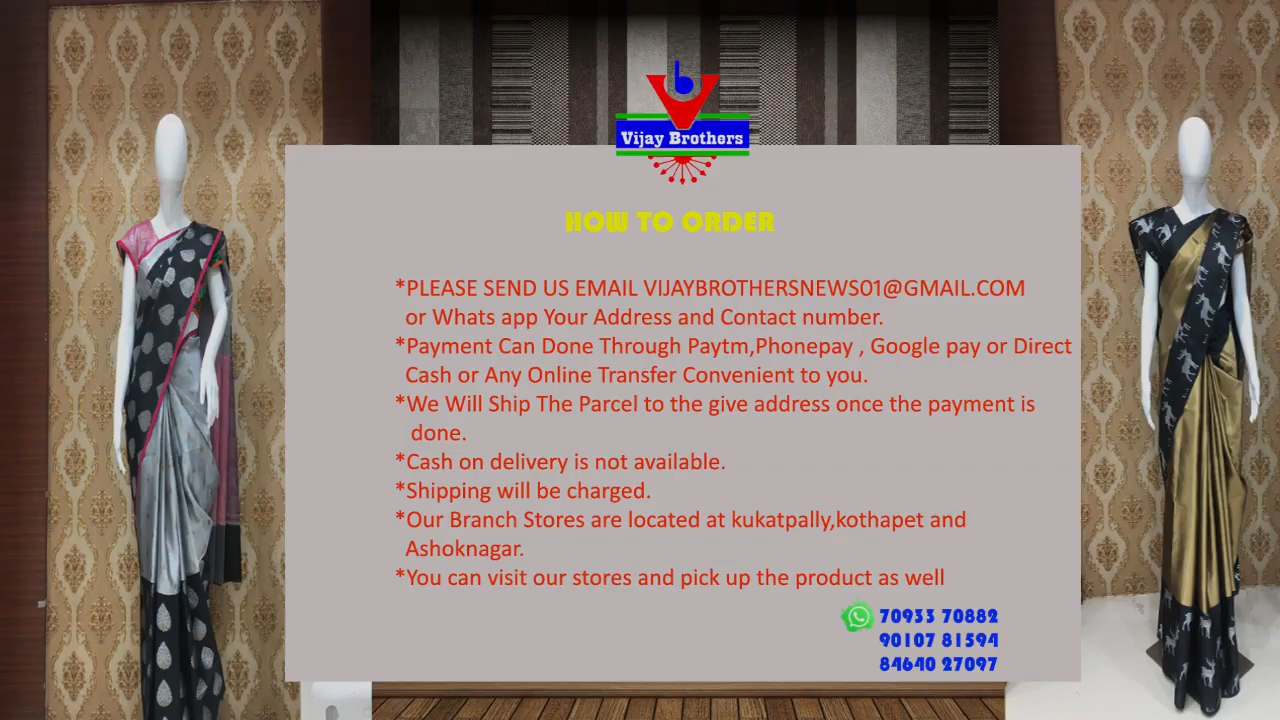 b
Vijay Brothers
HOW TO ORDER
*PLEASE SEND US EMAIL VIJAYBROTHERSNEWS01@GMAIL.COM
or Whats app Your Address and Contact number.
*Payment Can Done Through Paytm,Phonepay , Google pay or Direct
Cash or Any Online Transfer Convenient to you.
*We Will Ship The Parcel to the give address once the payment is
done.
*Cash on delivery is not available.
*Shipping will be charged.
*Our Branch Stores are located at kukatpally,kothapet and
Ashoknagar.
*You can visit our stores and pick up the product as well
70933 70882
90107 81594
84640 27097